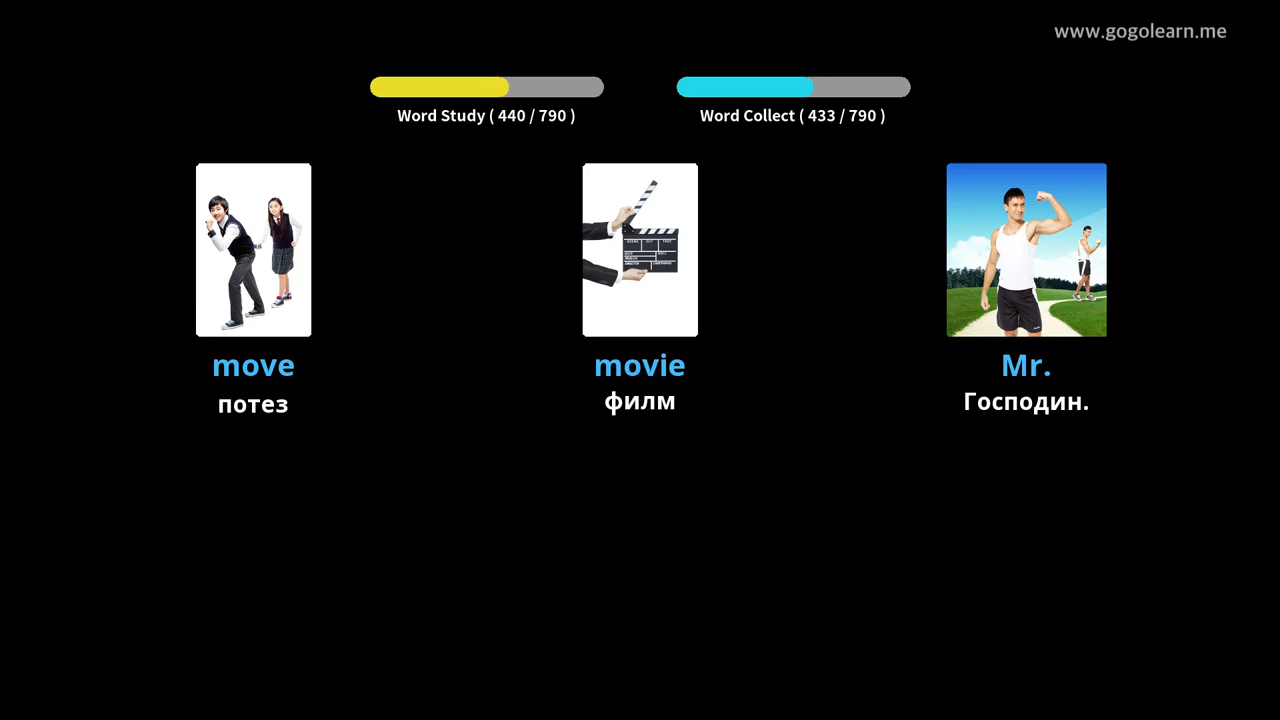 www.gogolearn.me
Word Study ( 440 / 790 )
Word Collect ( 433 / 790 )
move
movie
Mr.
потез
филм
Господин.